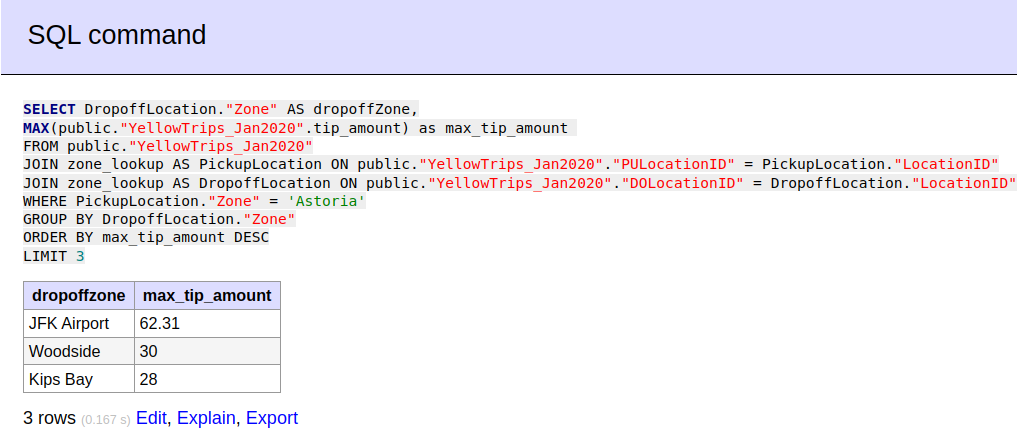 SQL command
SELECT DropoffLocation."Zone" AS dropoffZone,
MAX(public."YellowTrips_Jan2020".tip_amount) as max_tip_amount
FROM public."YellowTrips_Jan2020"
JOIN zone_lookup AS PickupLocation ON public."YellowTrips_Jan2020"."PULocationID" = PickupLocation."LocationID"
JOIN zone_lookup AS DropoffLocation ON public."YellowTrips_Jan2020"."DOLocationID" = DropoffLocation."LocationID"
WHERE PickupLocation."Zone" = 'Astoria'
GROUP BY DropoffLocation."Zone"
ORDER BY max_tip_amount DESC
LIMIT 3
dropoffzone max_tip_amount
JFK Airport 62.31
Woodside 30
Kips Bay 28
3 rows (0.167 s) Edit, Explain, Export